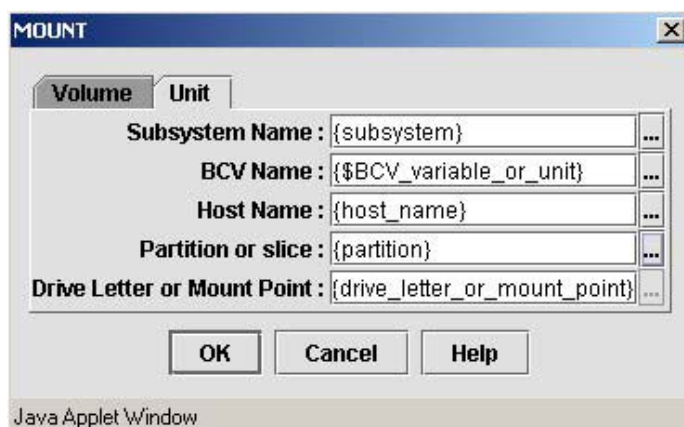 MOUNT
Volume Unit
Subsystem Name : {subsystem} ...
BCV Name : {$BCV_variable_or_unit} ...
Host Name : {host_name} ...
Partition or slice : {partition} ...
Drive Letter or Mount Point : {drive_letter_or_mount_point} ...
OK Cancel Help
Java Applet Window